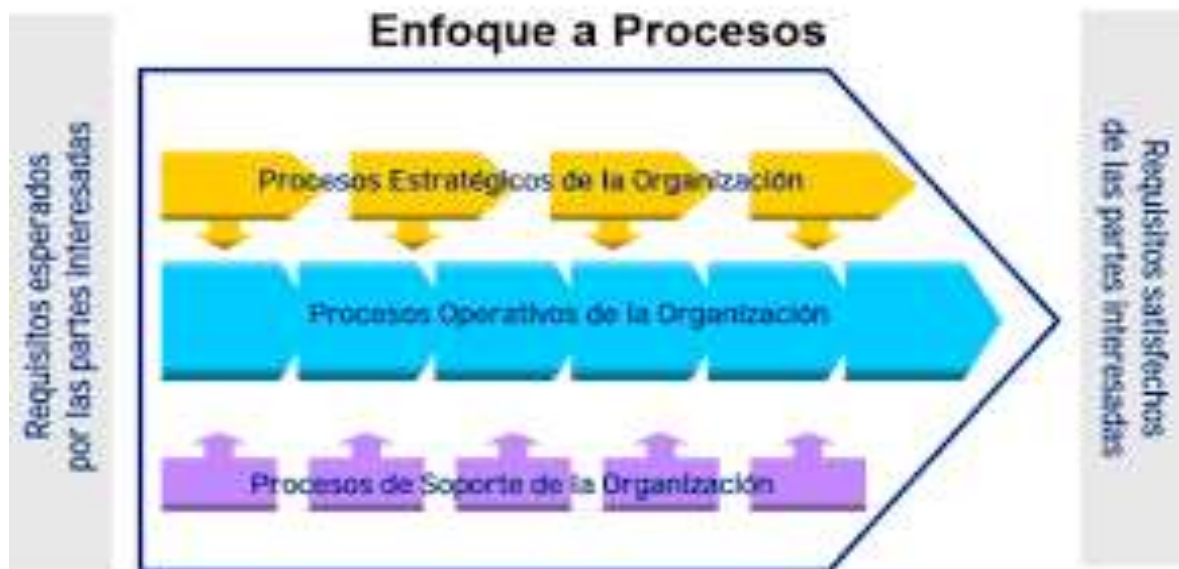 Enfoque a Procesos
Requisitos esperados
por las partes interesadas
Procesos Estratégicos de la Organización
Procesos Operativos de la Organización
Procesos de Soporte de la Organización
Requisitos satisfechos
de las partes interesadas